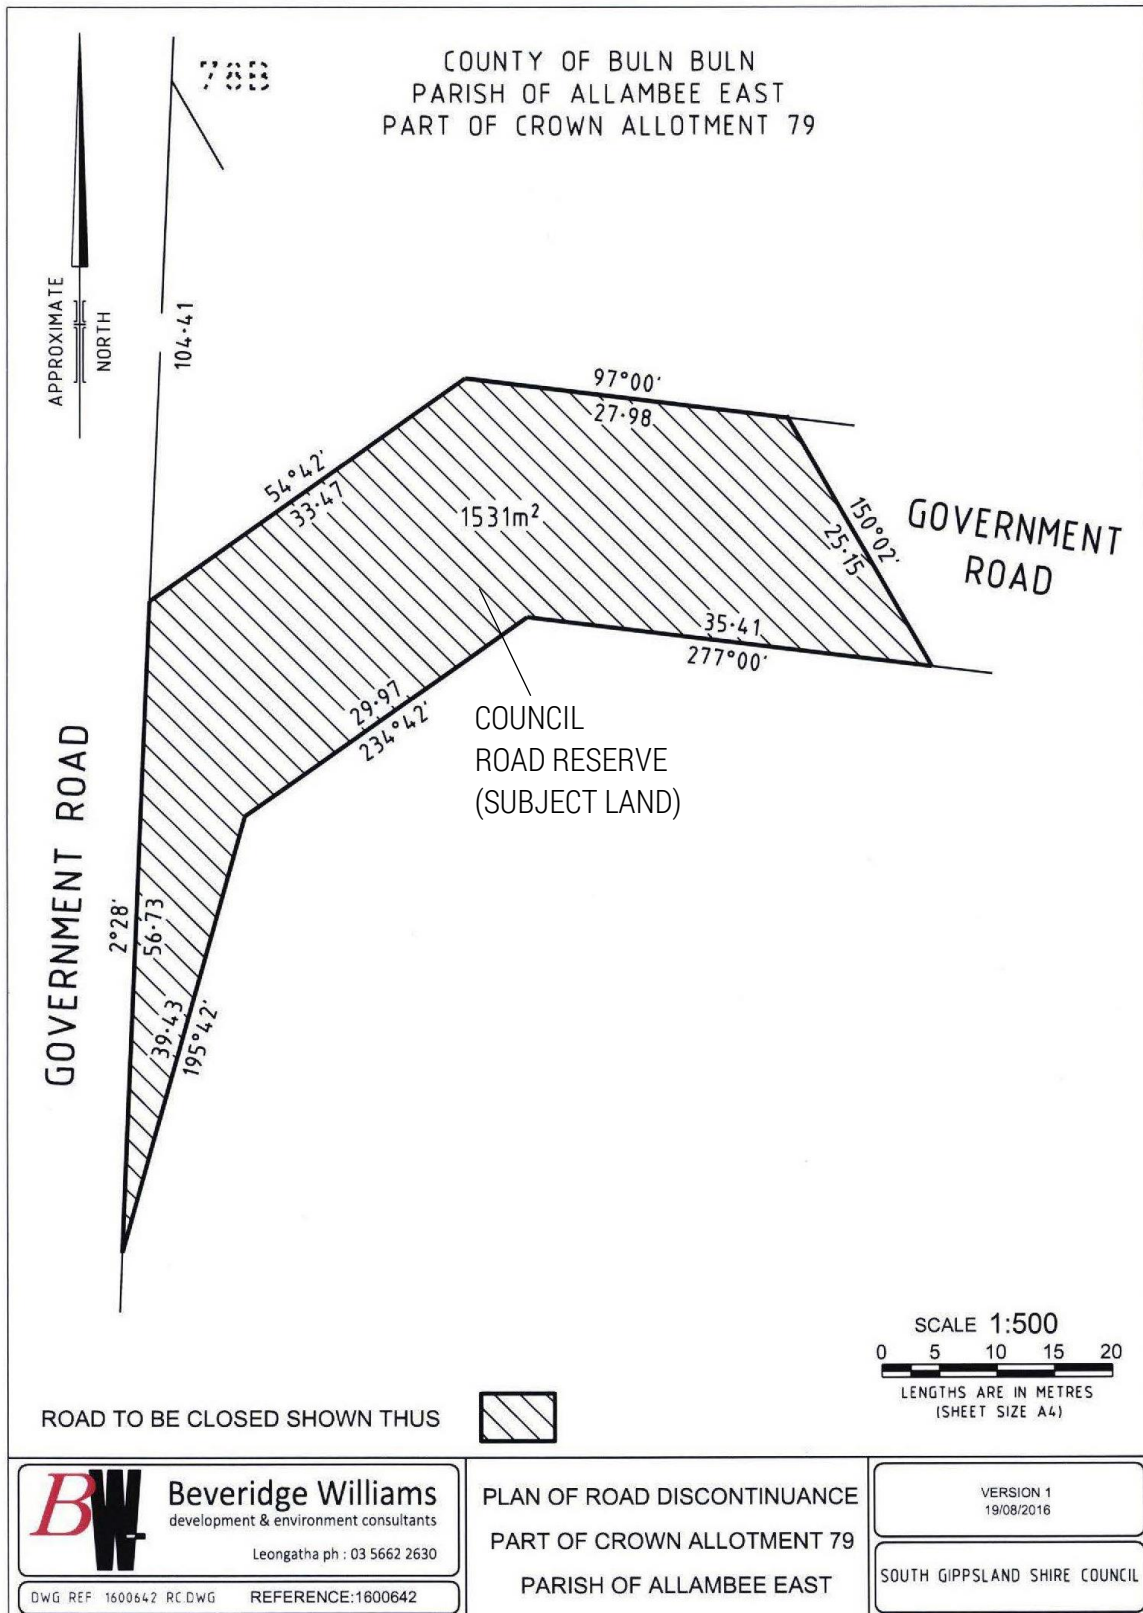 COUNTY OF BULN BULN
PARISH OF ALLAMBEE EAST
PART OF CROWN ALLOTMENT 79
78B
APPROXIMATE
NORTH
104·41
97°00'
27·98
54°42'
33·47
1531m²
150°02'
25·15
GOVERNMENT
ROAD
35·41
277°00'
29·97
234°42'
COUNCIL
ROAD RESERVE
(SUBJECT LAND)
GOVERNMENT ROAD
2°28'
56·73
39·43
195°42'
SCALE 1:500
0 5 10 15 20
LENGTHS ARE IN METRES
(SHEET SIZE A4)
ROAD TO BE CLOSED SHOWN THUS
BW
Beveridge Williams
development & environment consultants
Leongatha ph : 03 5662 2630
DWG REF 1600642 RC.DWG REFERENCE:1600642
PLAN OF ROAD DISCONTINUANCE
PART OF CROWN ALLOTMENT 79
PARISH OF ALLAMBEE EAST
VERSION 1
19/08/2016
SOUTH GIPPSLAND SHIRE COUNCIL